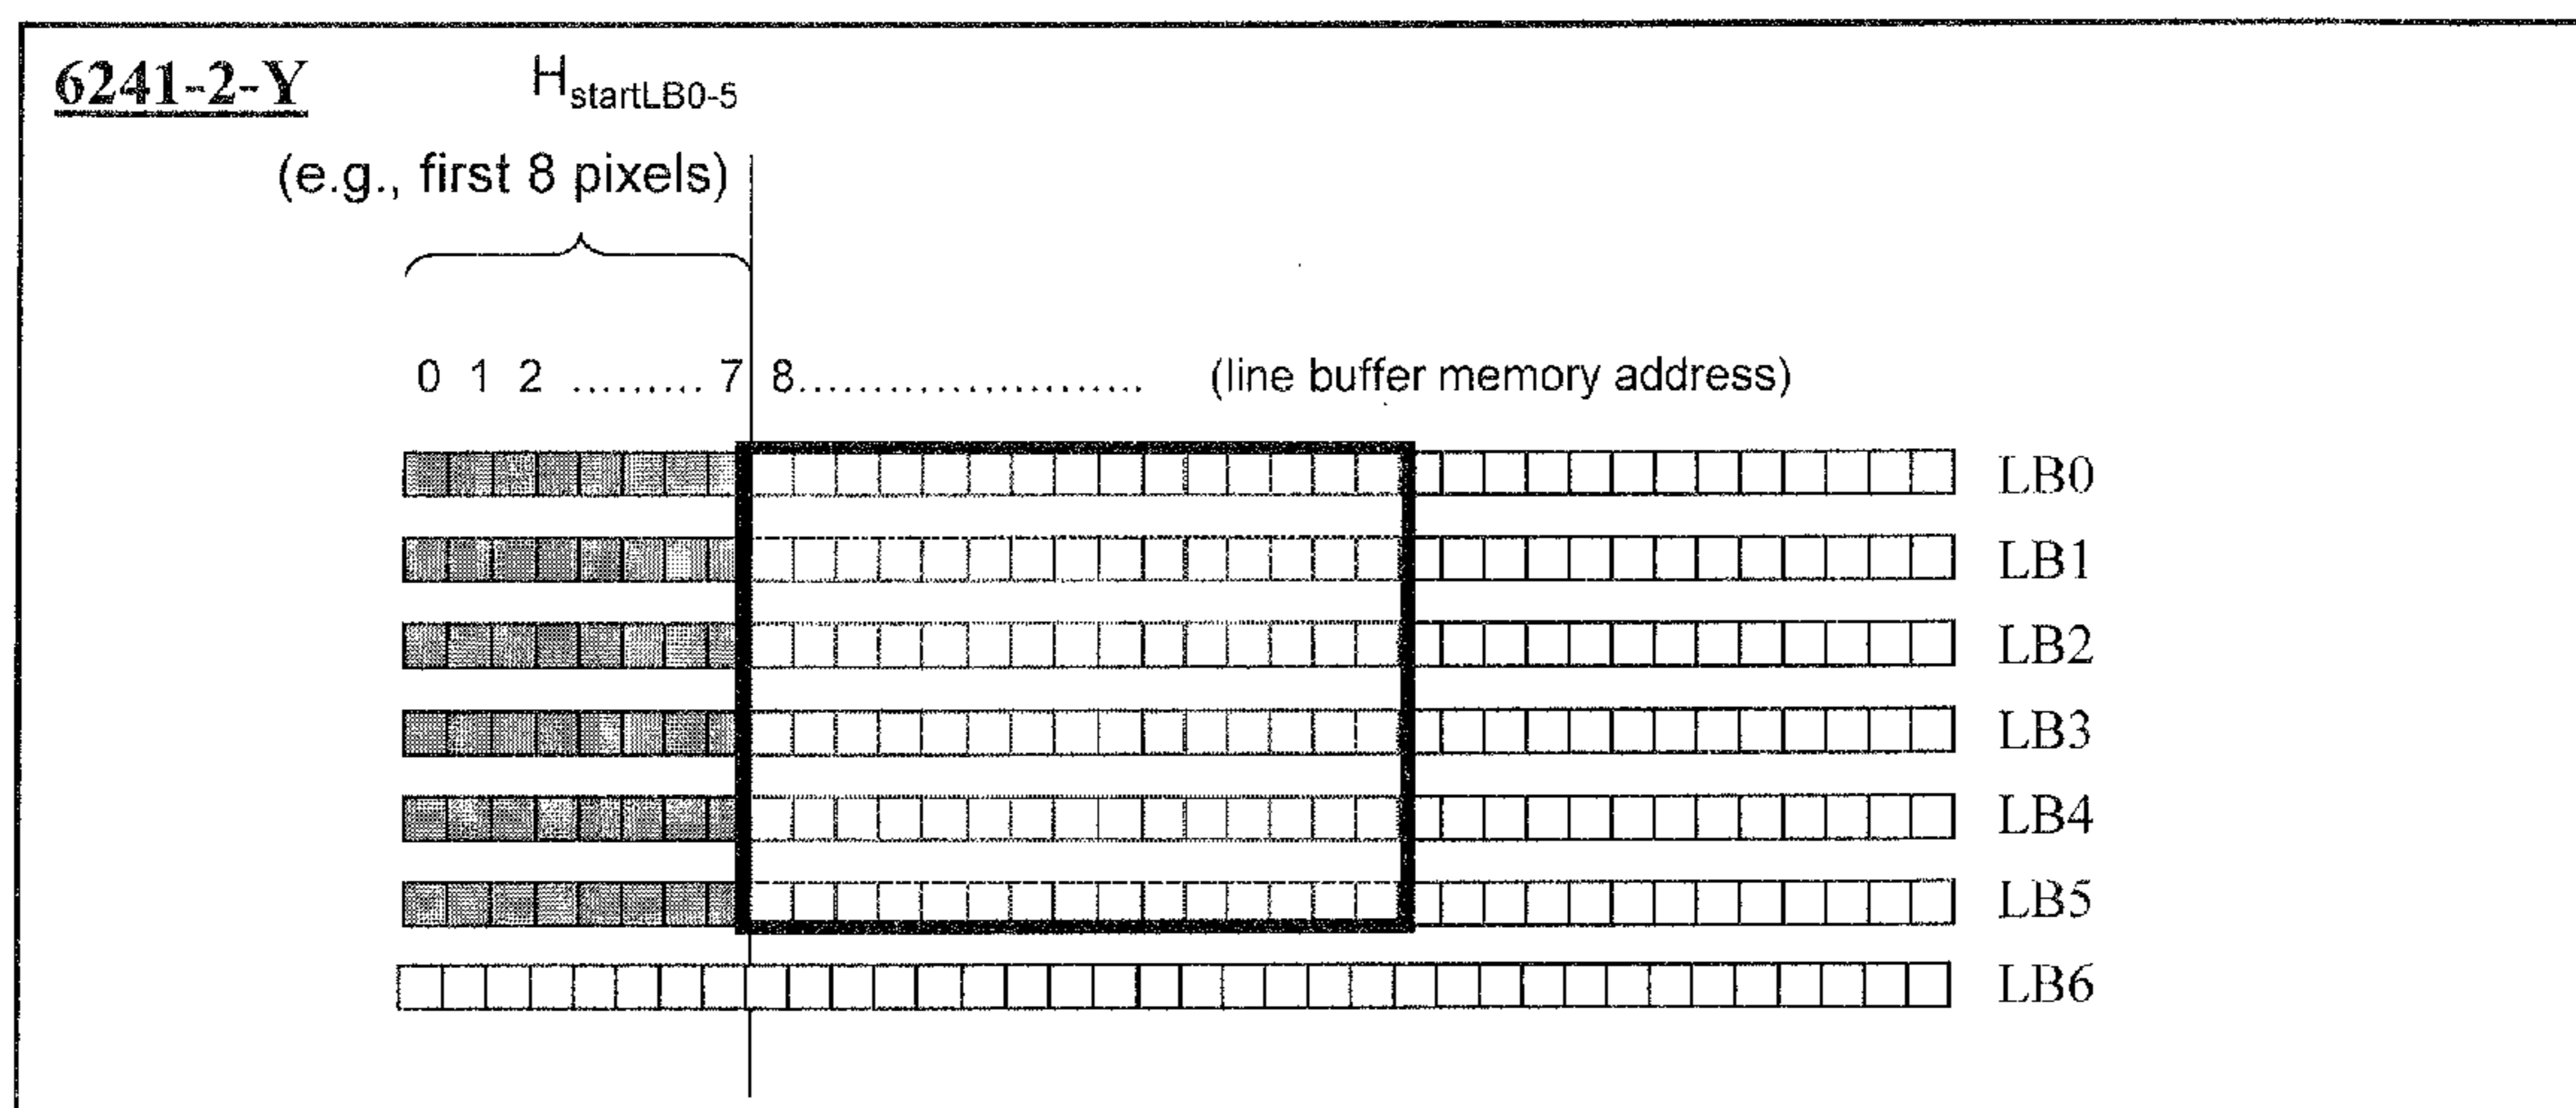 6241-2-Y
HstartLB0-5
(e.g., first 8 pixels)
0 1 2 ......... 7 8....................... (line buffer memory address)
LB0
LB1
LB2
LB3
LB4
LB5
LB6